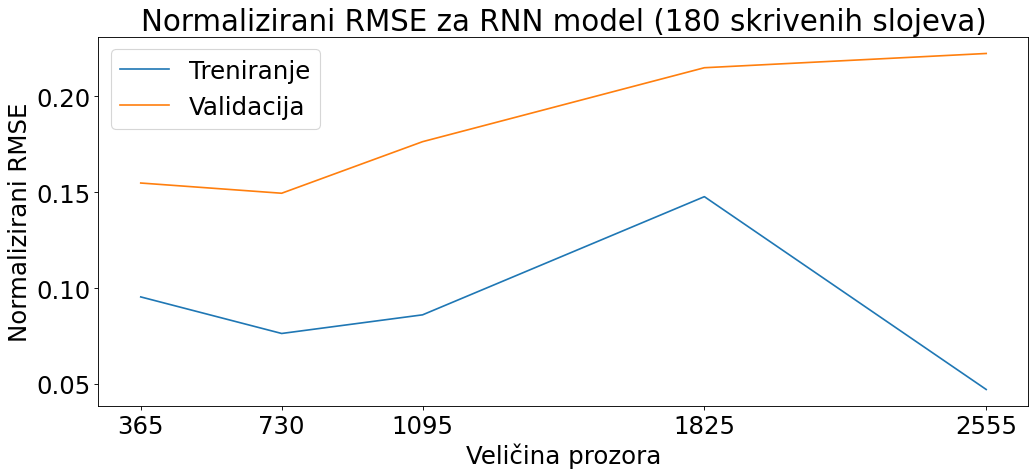 Normalizirani RMSE za RNN model (180 skrivenih slojeva)
Treniranje
Validacija
Normalizirani RMSE
0.20
0.15
0.10
0.05
365 730 1095 1825 2555
Veličina prozora